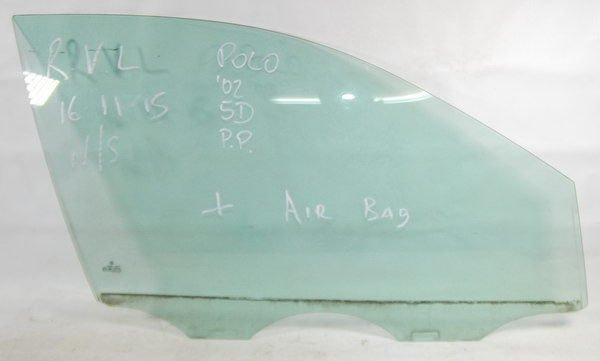 POLO
'02
5D
P.P.
16 11 15
N/S
+ AIR Bag